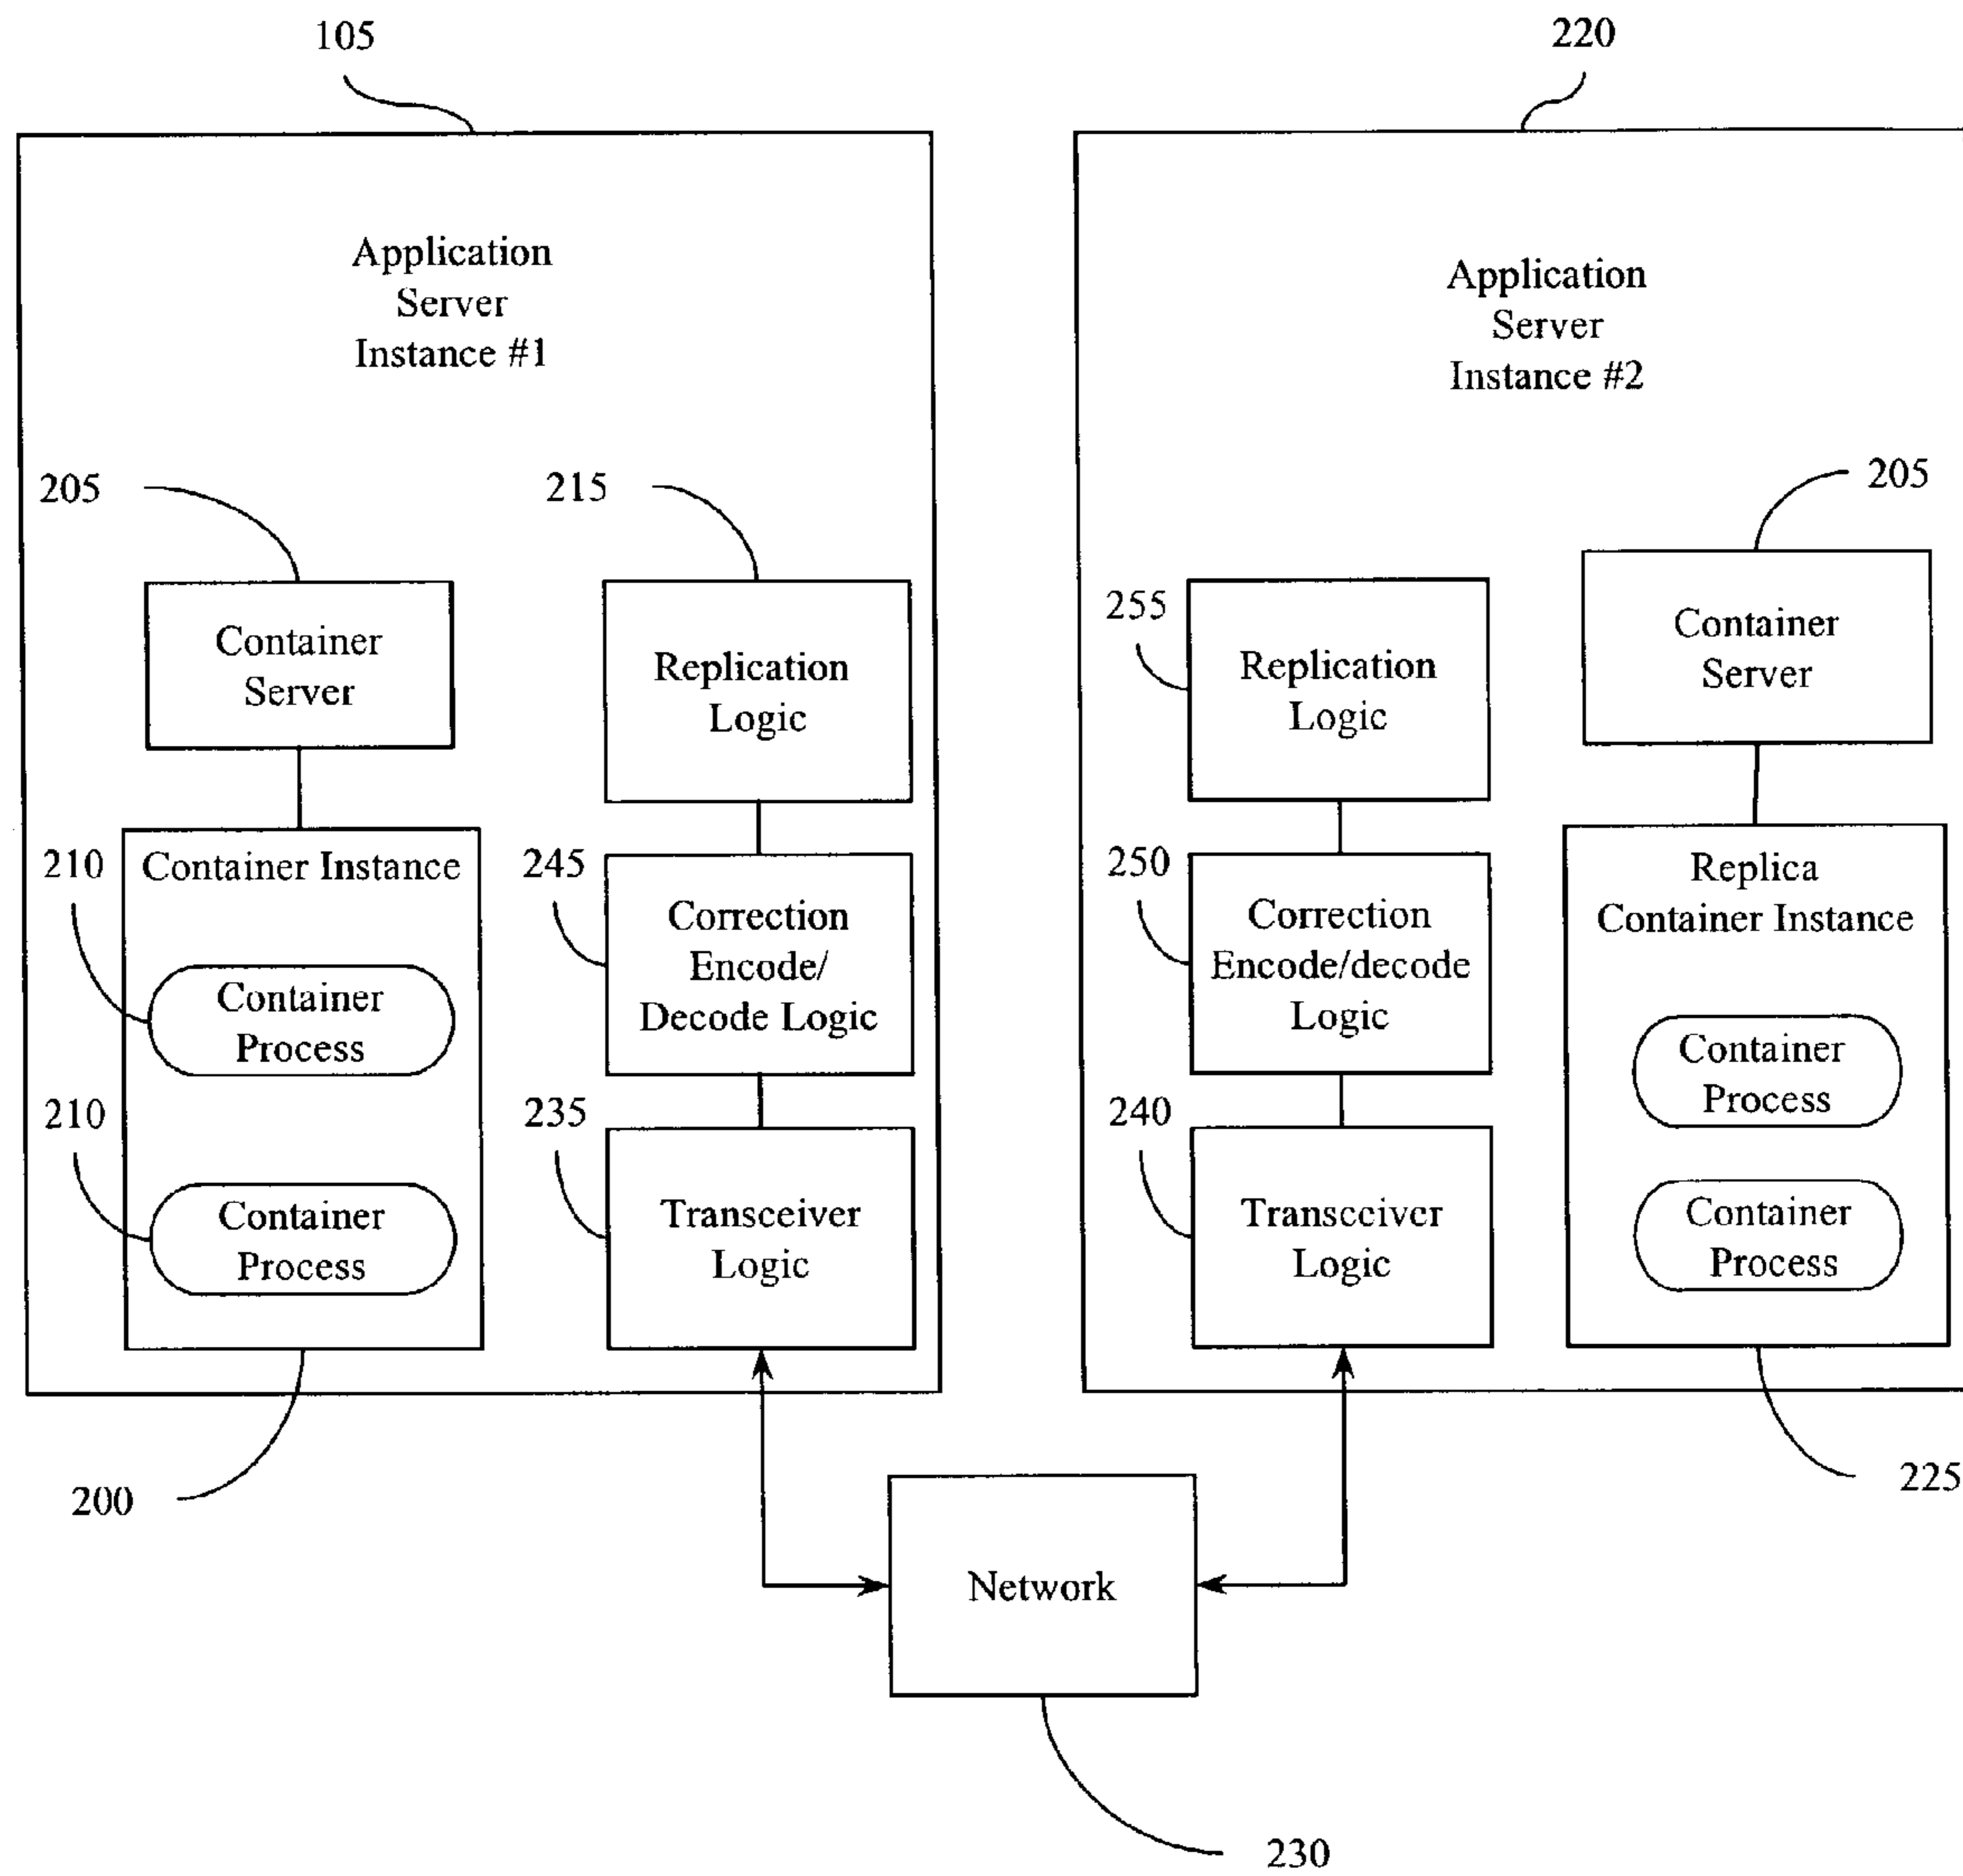 105
220
Application
Server
Instance #1
Application
Server
Instance #2
205
215
205
Container
Server
Replication
Logic
255
Replication
Logic
Container
Server
210
Container Instance
245
Correction
Encode/
Decode Logic
250
Correction
Encode/decode
Logic
Replica
Container Instance
Container
Process
Container
Process
210
Container
Process
235
Transceiver
Logic
240
Transceiver
Logic
Container
Process
200
225
Network
230